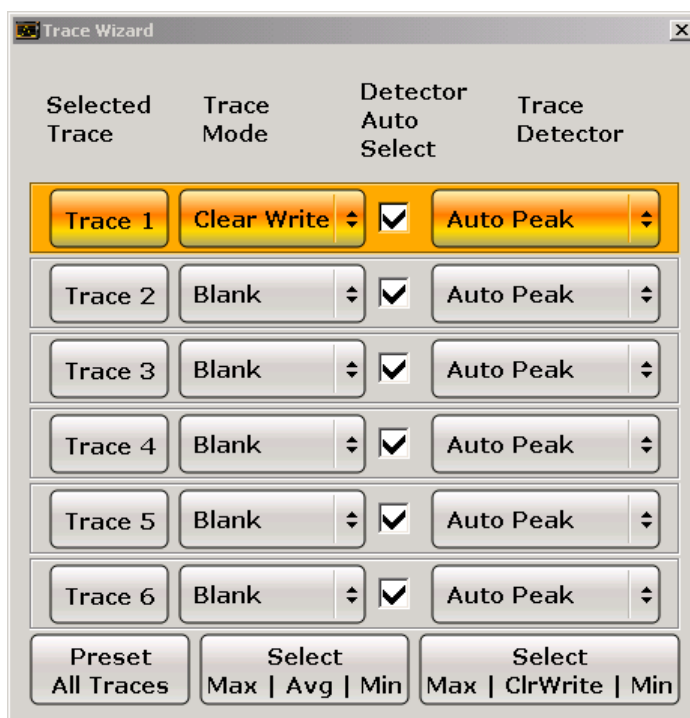 Trace Wizard
Selected Trace
Trace Mode
Detector Auto Select
Trace Detector
Trace 1 Clear Write Auto Peak
Trace 2 Blank Auto Peak
Trace 3 Blank Auto Peak
Trace 4 Blank Auto Peak
Trace 5 Blank Auto Peak
Trace 6 Blank Auto Peak
Preset All Traces
Select Max | Avg | Min
Select Max | ClrWrite | Min